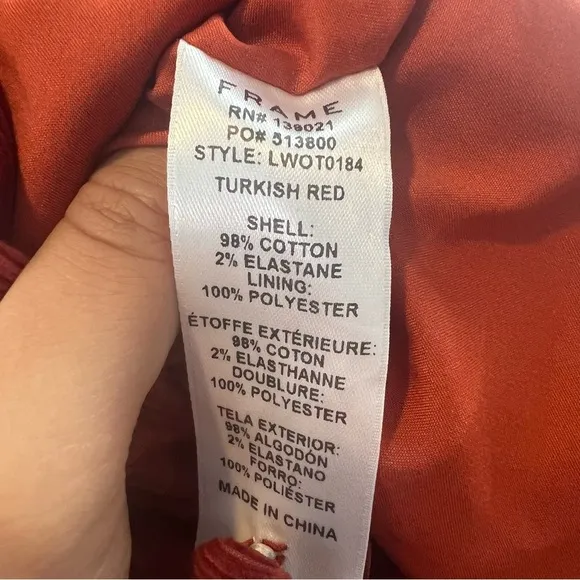 FRAME
RN# 139021
PO# 513800
STYLE: LWOT0184
TURKISH RED
SHELL:
98% COTTON
2% ELASTANE
LINING:
100% POLYESTER
ÉTOFFE EXTÉRIEURE:
98% COTON
2% ELASTHANNE
DOUBLURE:
100% POLYESTER
TELA EXTERIOR:
98% ALGODÓN
2% ELASTANO
FORRO:
100% POLIÉSTER
MADE IN CHINA